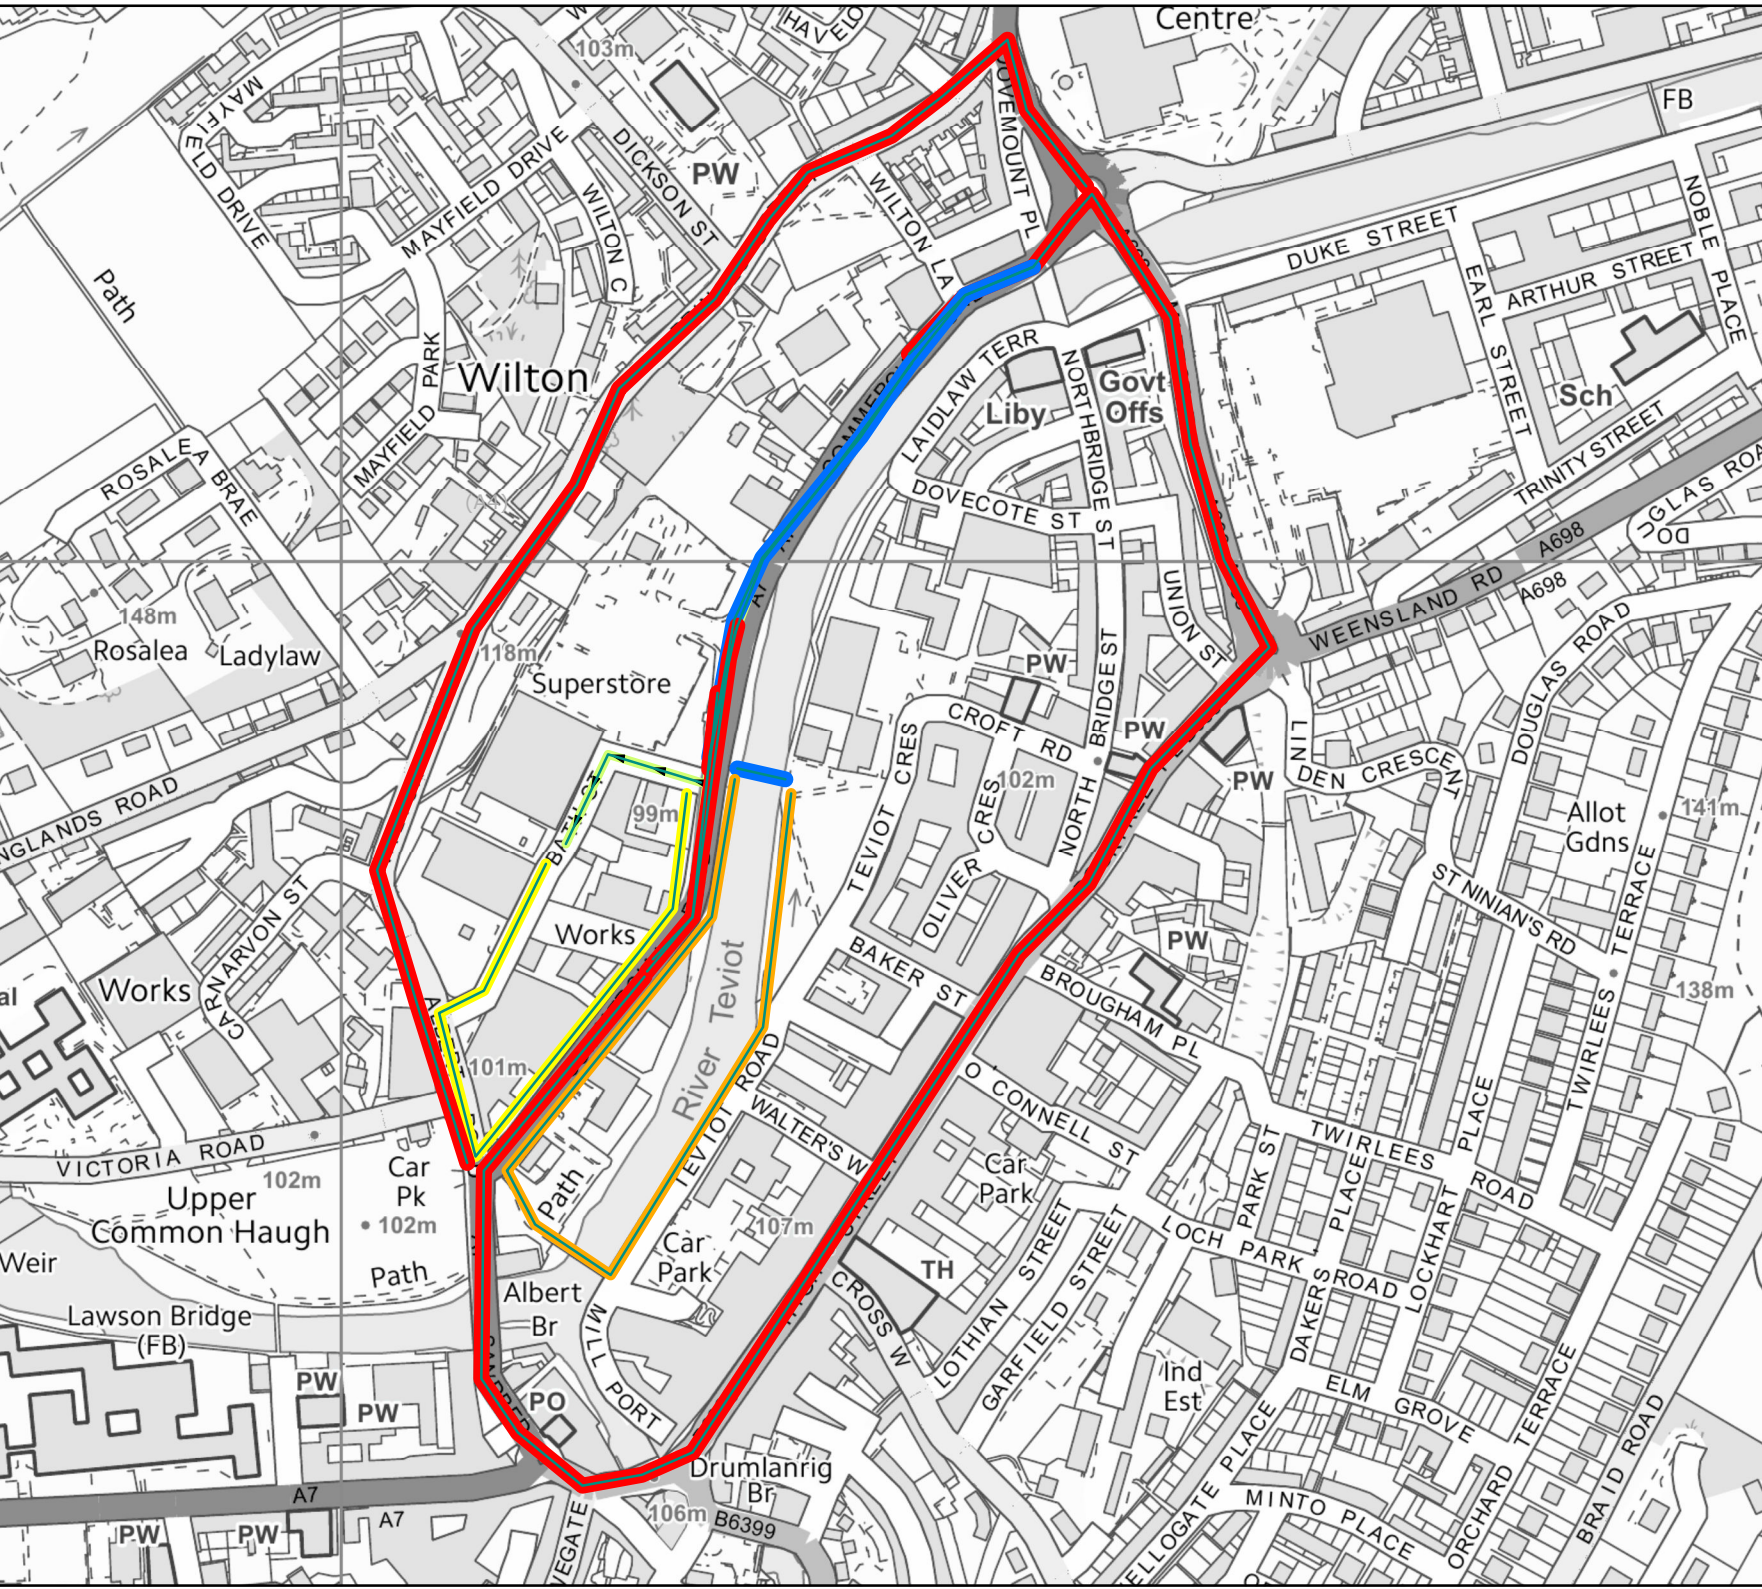 Centre
HAVELO
103m
FB
MAYFIELD DRIVE
DICKSON ST
PW
DOVEMOUNT PL
MAYFIELD DRIVE
WILTON C
WILTON LA
NOBLE PLACE
DUKE STREET
ARTHUR STREET
EARL STREET
Path
PARK
Wilton
LAIDLAW TERR
Liby
NORTHBRIDGE ST
Govt
Offs
Sch
MAYFIELD
ROSALEA BRAE
TRINITY STREET
DOVECOTE ST
A698
DOUGLAS ROA
A7
UNION ST
WEENSLAND RD
A698
148m
Rosalea
Ladylaw
118m
Superstore
PW
DOUGLAS ROAD
CROFT RD
NORTH BRIDGE ST
PW
LINDEN CRESCENT
PW
102m
TEVIOT CRES
OLIVER CRES
99m
Allot
Gdns
141m
NGLANDS ROAD
ST NINIAN'S RD
TWIRLEES TERRACE
CARNARVON ST
Works
Works
al
BAKER ST
PW
BROUGHAM PL
138m
River Teviot
101m
TEVIOT ROAD
WALTER'S W
O'CONNELL ST
VICTORIA ROAD
102m
Car
Pk
Upper
Common Haugh
102m
Path
Path
Car
Park
TWIRLEES ROAD
PLACE
PARK ST
Weir
Car
Park
107m
TH
LOCH PARK ROAD
Lawson Bridge
(FB)
Albert
Br
CROSS W
LOTHIAN STREET
GARFIELD STREET
DAKERS PLACE
LOCKHART
MILL PORT
Ind
Est
PW
PW
PO
ELM GROVE
ORCHARD TERRACE
BRAID ROAD
Drumlanrig
Br
A7
A7
PW
PW
106m
B6399
ELLOGATE PLACE
MINTO PLACE
VEGATE